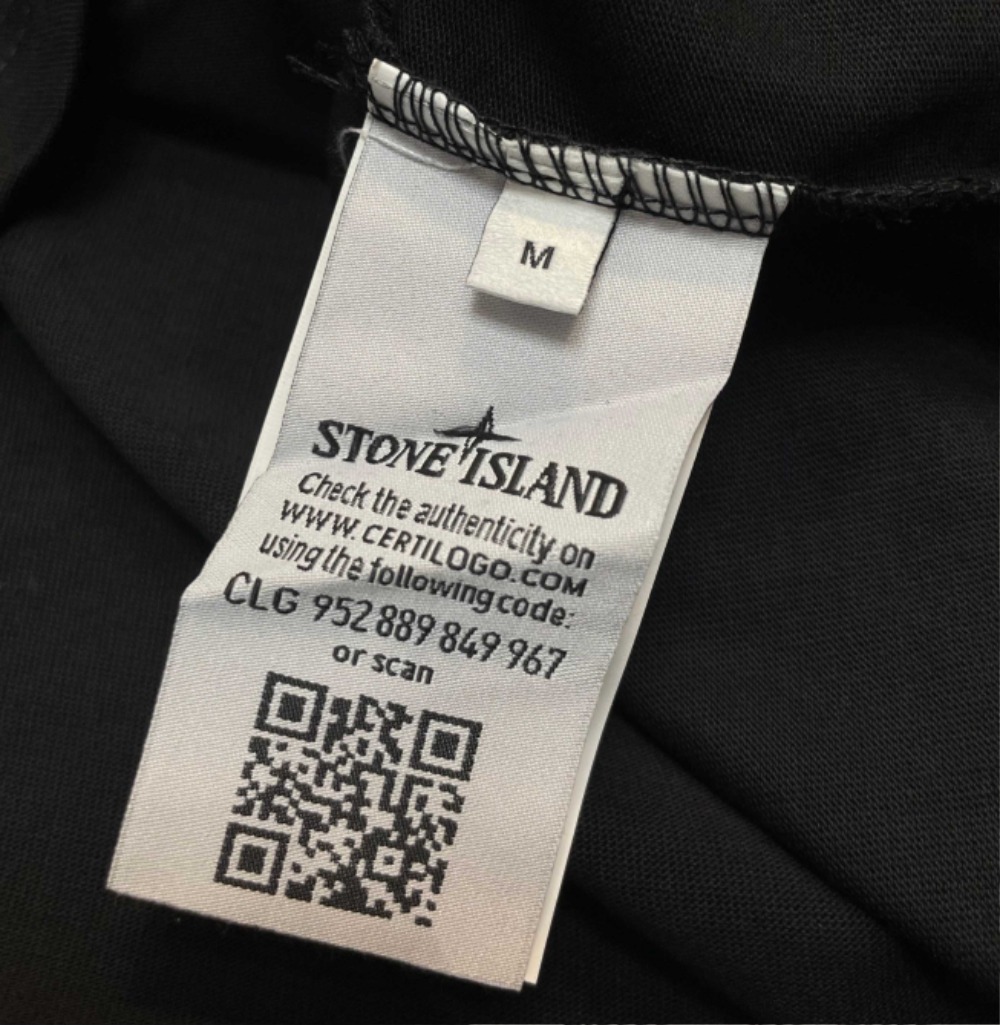 M
STONE ISLAND
Check the authenticity on
WWW.CERTILOGO.COM
using the following code:
CLG 952 889 849 967
or scan